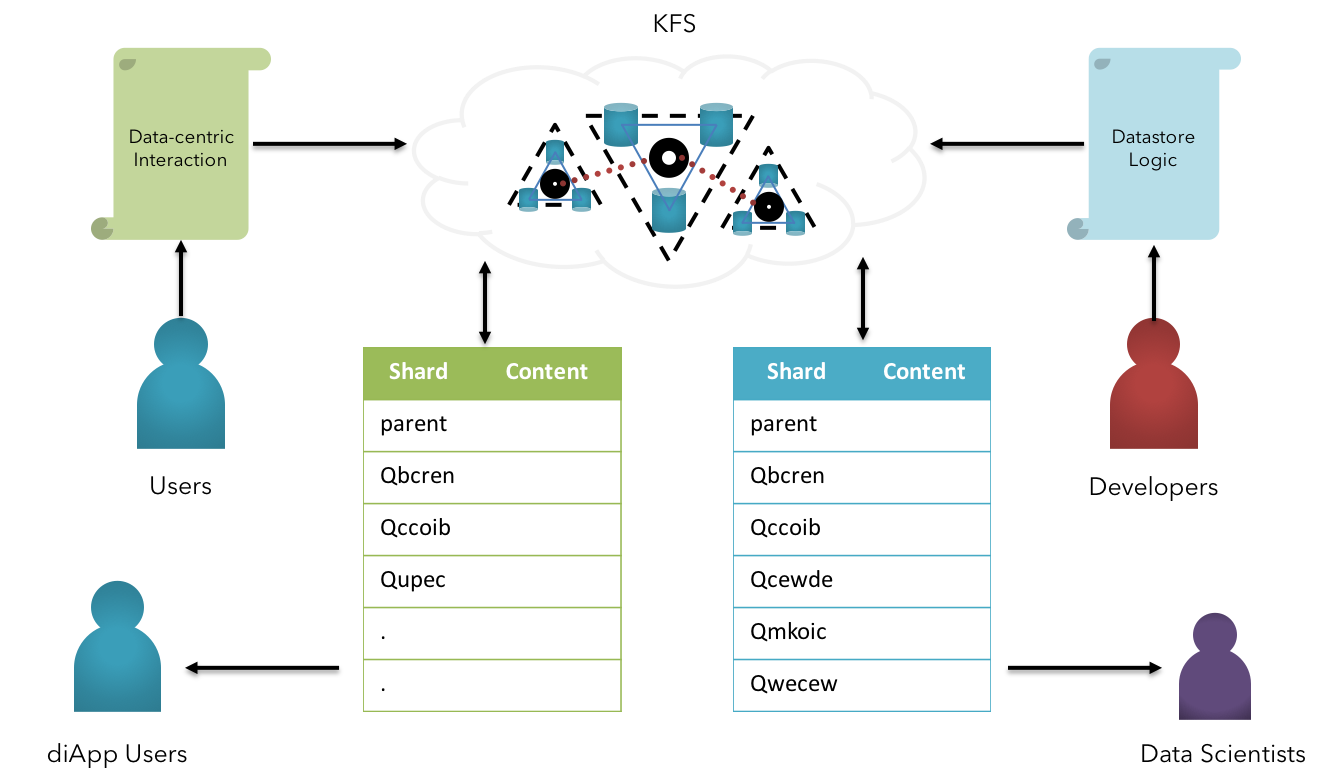 KFS
Data-centric
Interaction
Datastore
Logic
Users
Developers
Shard Content
parent
Qbcren
Qccoib
Qupec
.
.
Shard Content
parent
Qbcren
Qccoib
Qcewde
Qmkoic
Qwecew
diApp Users
Data Scientists